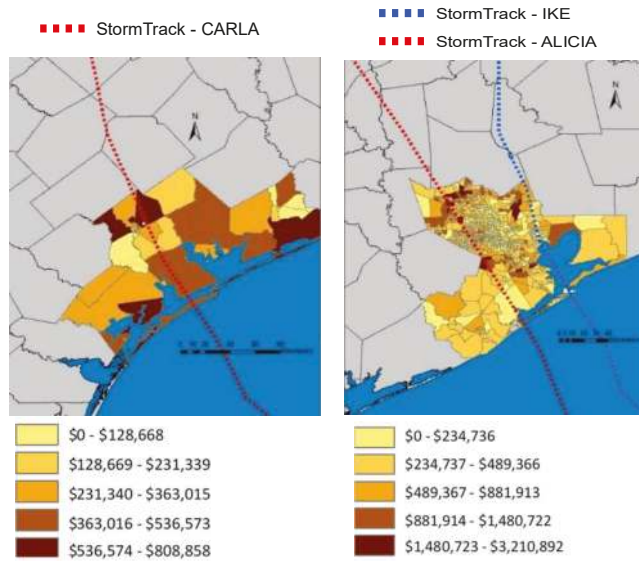 StormTrack - CARLA
StormTrack - IKE
StormTrack - ALICIA
N
N
$0 - $128,668
$128,669 - $231,339
$231,340 - $363,015
$363,016 - $536,573
$536,574 - $808,858
$0 - $234,736
$234,737 - $489,366
$489,367 - $881,913
$881,914 - $1,480,722
$1,480,723 - $3,210,892